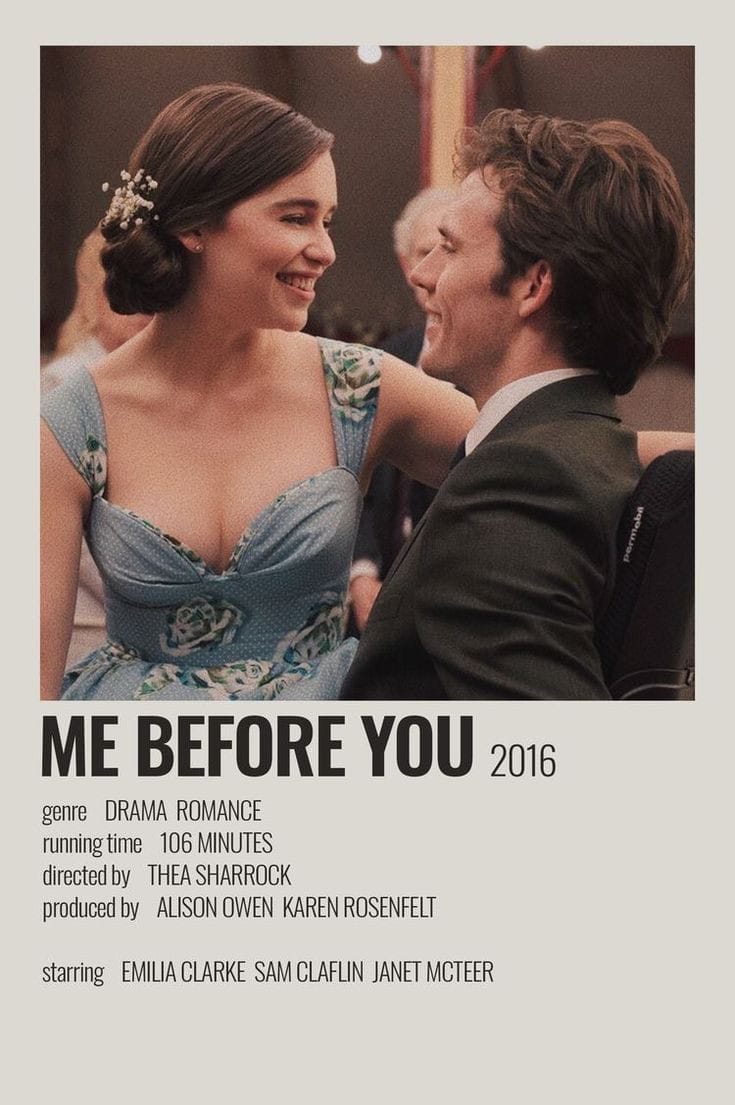 permobil
ME BEFORE YOU 2016
genre DRAMA ROMANCE
running time 106 MINUTES
directed by THEA SHARROCK
produced by ALISON OWEN KAREN ROSENFELT
starring EMILIA CLARKE SAM CLAFLIN JANET MCTEER